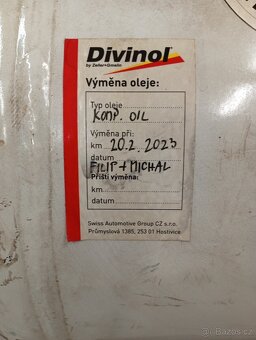 Divinol
by Zeller+Gmelin
Výměna oleje:
Typ oleje
KOMP. OIL
Výměna při:
km 20.2.2023
datum
FILIP + MICHAL
Příští výměna:
km
datum
Swiss Automotive Group CZ s.r.o.
Průmyslová 1385, 253 01 Hostivice
Bazoš.cz